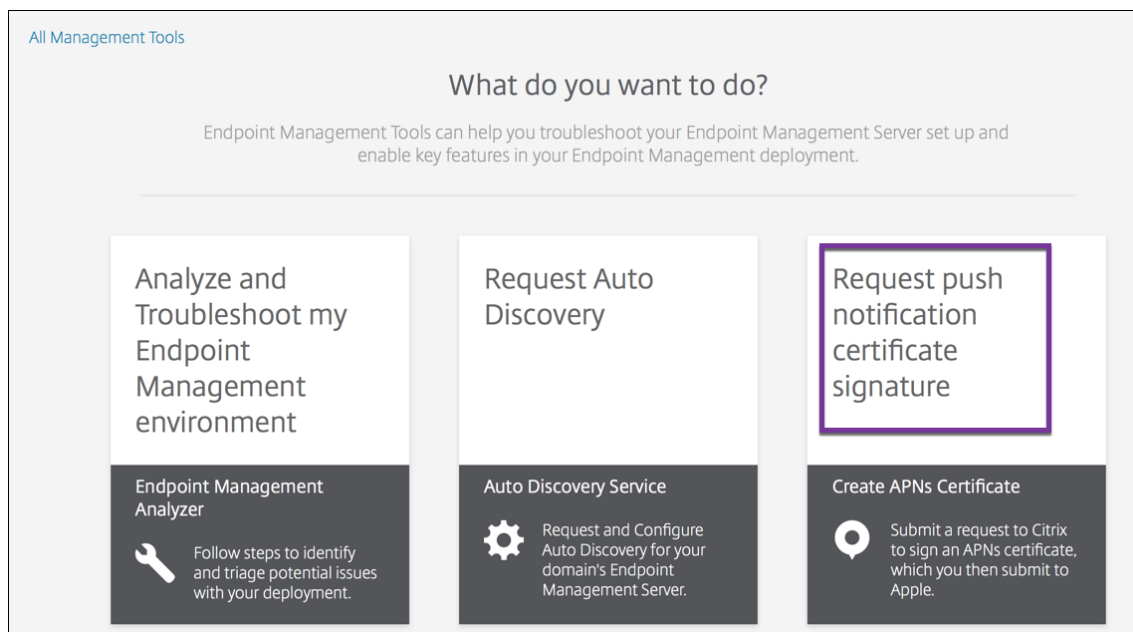 All Management Tools
What do you want to do?
Endpoint Management Tools can help you troubleshoot your Endpoint Management Server set up and
enable key features in your Endpoint Management deployment.
Analyze and
Troubleshoot my
Endpoint
Management
environment
Endpoint Management
Analyzer
Follow steps to identify
and triage potential issues
with your deployment.
Request Auto
Discovery
Auto Discovery Service
Request and Configure
Auto Discovery for your
domain's Endpoint
Management Server.
Request push
notification
certificate
signature
Create APNs Certificate
Submit a request to Citrix
to sign an APNs certificate,
which you then submit to
Apple.